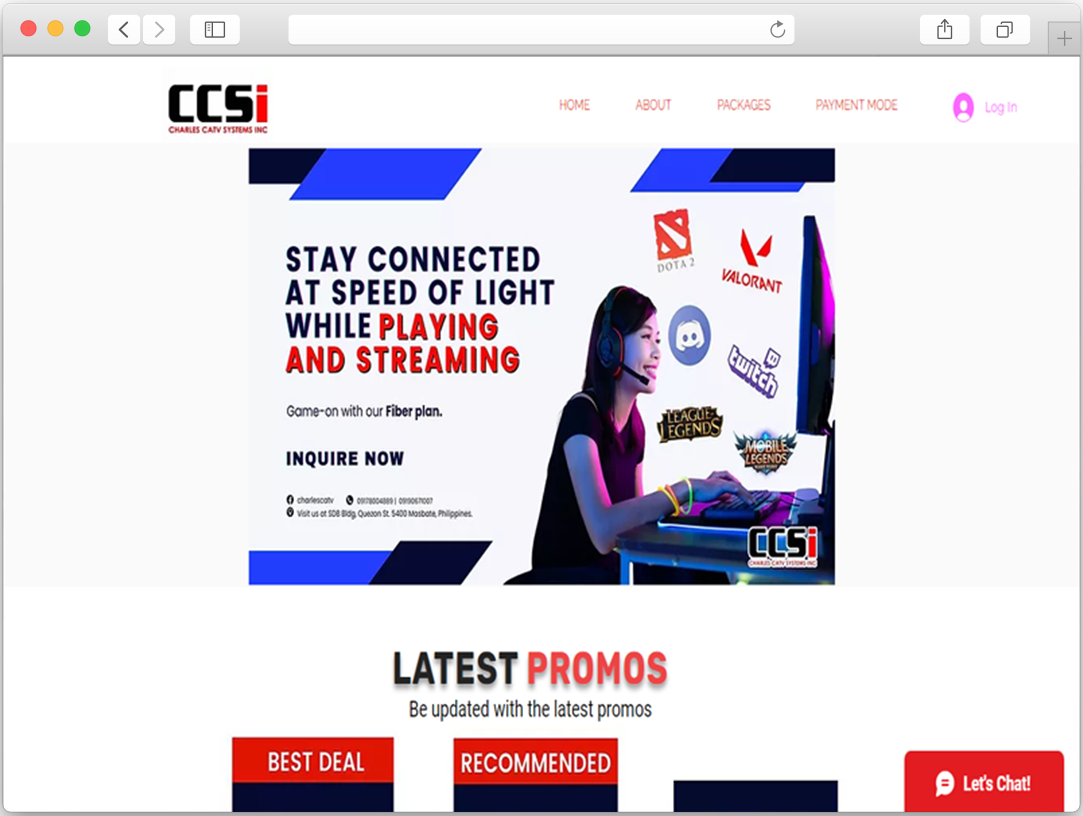 CCSi
CHARLES CATV SYSTEMS INC
HOME
ABOUT
PACKAGES
PAYMENT MODE
Log In
STAY CONNECTED
AT SPEED OF LIGHT
WHILE PLAYING
AND STREAMING
Game-on with our Fiber plan.
INQUIRE NOW
charlescatv 09178004889 | 09190671007
Visit us at SDB Bldg, Quezon St. 5400 Masbate, Philippines.
DOTA 2
VALORANT
twitch
LEAGUE OF
LEGENDS
MOBILE
LEGENDS
CCSi
CHARLES CATV SYSTEMS INC
LATEST PROMOS
Be updated with the latest promos
BEST DEAL
RECOMMENDED
Let's Chat!